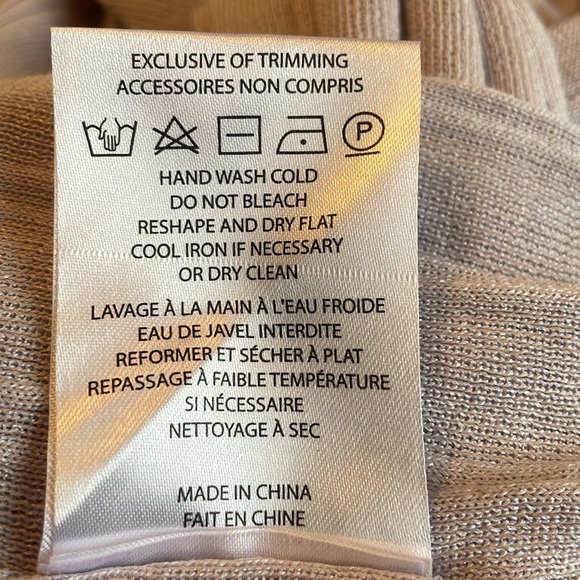 EXCLUSIVE OF TRIMMING
ACCESSOIRES NON COMPRIS
P
HAND WASH COLD
DO NOT BLEACH
RESHAPE AND DRY FLAT
COOL IRON IF NECESSARY
OR DRY CLEAN
LAVAGE À LA MAIN À L'EAU FROIDE
EAU DE JAVEL INTERDITE
REFORMER ET SÉCHER À PLAT
REPASSAGE À FAIBLE TEMPÉRATURE
SI NÉCESSAIRE
NETTOYAGE À SEC
MADE IN CHINA
FAIT EN CHINE